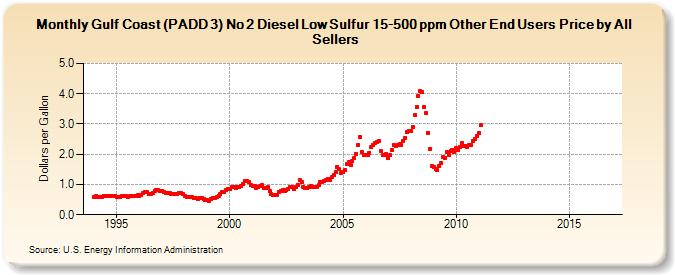 Monthly Gulf Coast (PADD 3) No 2 Diesel Low Sulfur 15-500 ppm Other End Users Price by All
Sellers
Dollars per Gallon
5.0
4.0
3.0
2.0
1.0
0.0
1995
2000
2005
2010
2015
Source: U.S. Energy Information Administration